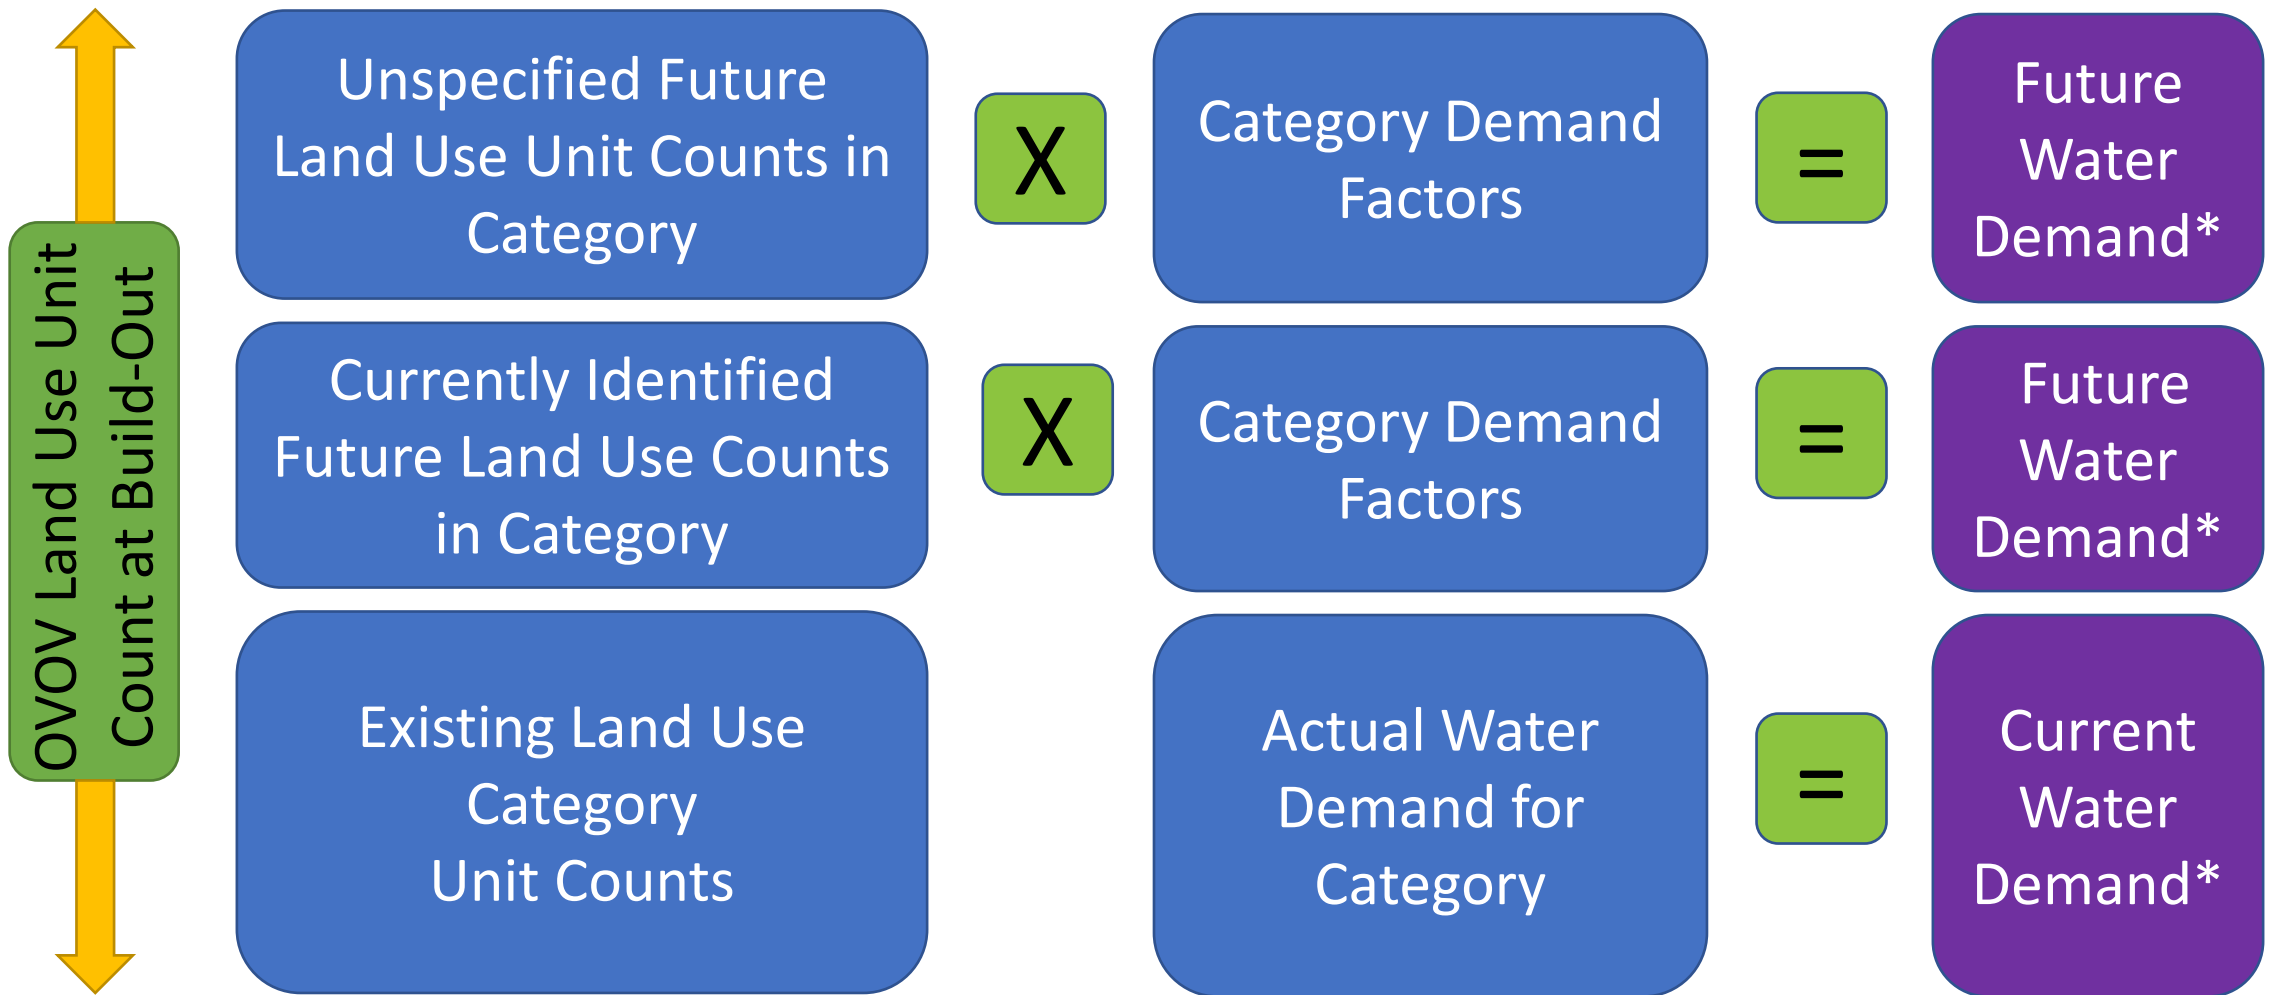 OVOV Land Use Unit
Count at Build-Out
Unspecified Future
Land Use Unit Counts in
Category
X
Category Demand
Factors
=
Future
Water
Demand*
Currently Identified
Future Land Use Counts
in Category
X
Category Demand
Factors
=
Future
Water
Demand*
Existing Land Use
Category
Unit Counts
Actual Water
Demand for
Category
=
Current
Water
Demand*